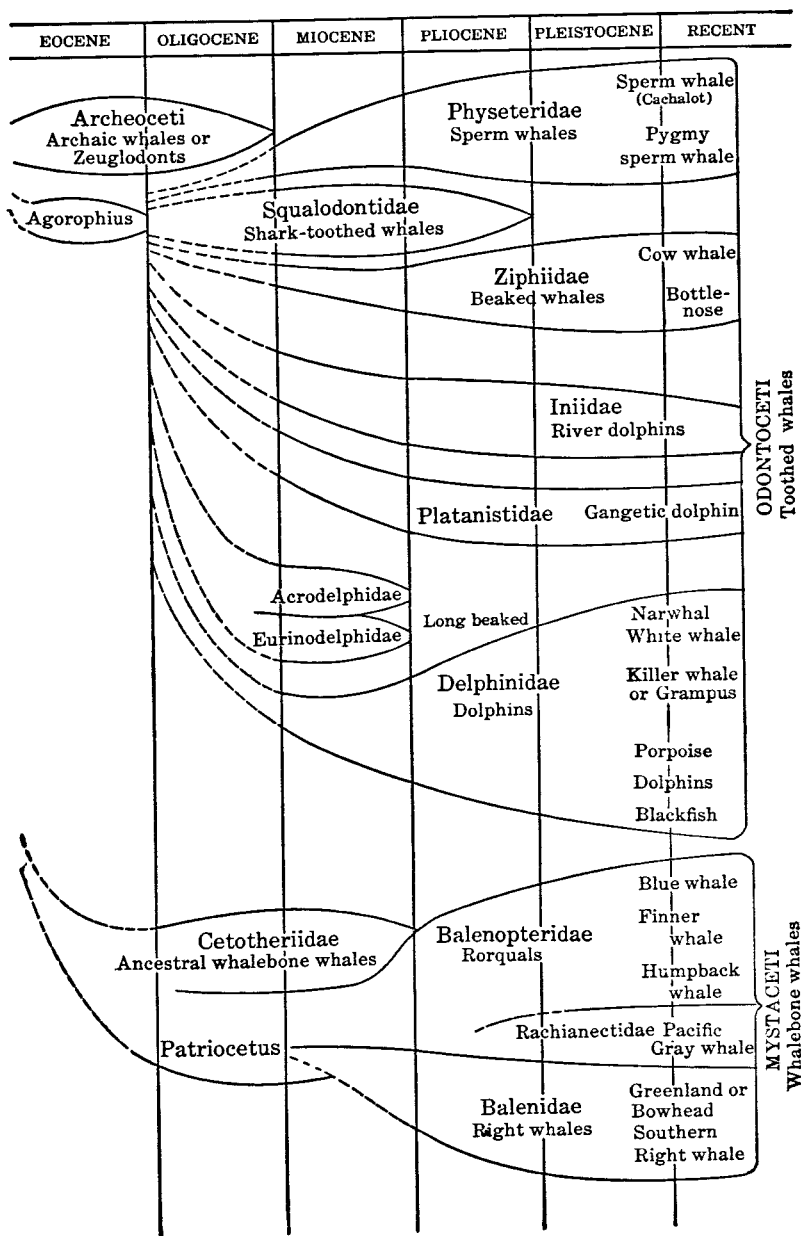 EOCENE OLIGOCENE MIOCENE PLIOCENE PLEISTOCENE RECENT
Archeoceti
Archaic whales or
Zeuglodonts
Agorophius
Physeteridae
Sperm whales
Sperm whale
(Cachalot)
Pygmy
sperm whale
Squalodontidae
Shark-toothed whales
Ziphiidae
Beaked whales
Cow whale
Bottle-
nose
Iniidae
River dolphins
Platanistidae
Gangetic dolphin
Acrodelphidae
Eurinodelphidae
Long beaked
Delphinidae
Dolphins
Narwhal
White whale
Killer whale
or Grampus
Porpoise
Dolphins
Blackfish
ODONTOCETI
Toothed whales
Cetotheriidae
Ancestral whalebone whales
Patriocetus
Balenopteridae
Rorquals
Blue whale
Finner
whale
Humpback
whale
Rachianectidae Pacific
Gray whale
Balenidae
Right whales
Greenland or
Bowhead
Southern
Right whale
MYSTACETI
Whalebone whales